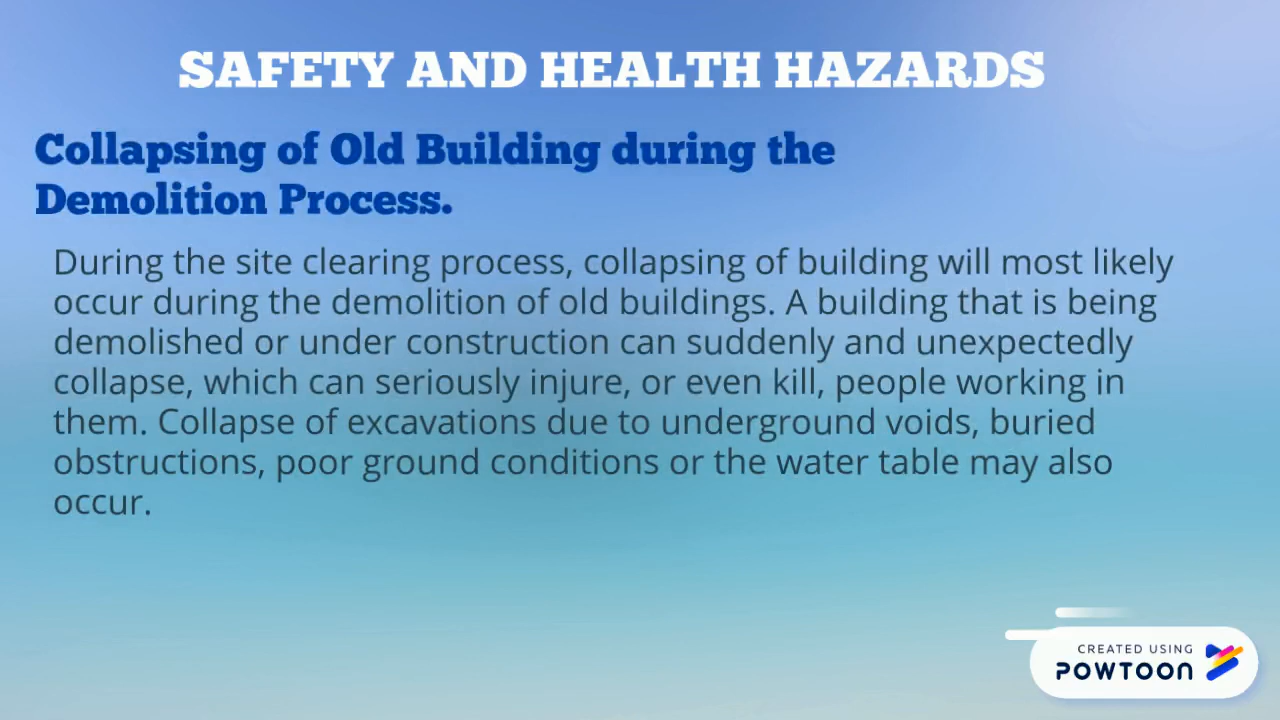 SAFETY AND HEALTH HAZARDS
Collapsing of Old Building during the
Demolition Process.
During the site clearing process, collapsing of building will most likely
occur during the demolition of old buildings. A building that is being
demolished or under construction can suddenly and unexpectedly
collapse, which can seriously injure, or even kill, people working in
them. Collapse of excavations due to underground voids, buried
obstructions, poor ground conditions or the water table may also
occur.
CREATED USING
POWTOON